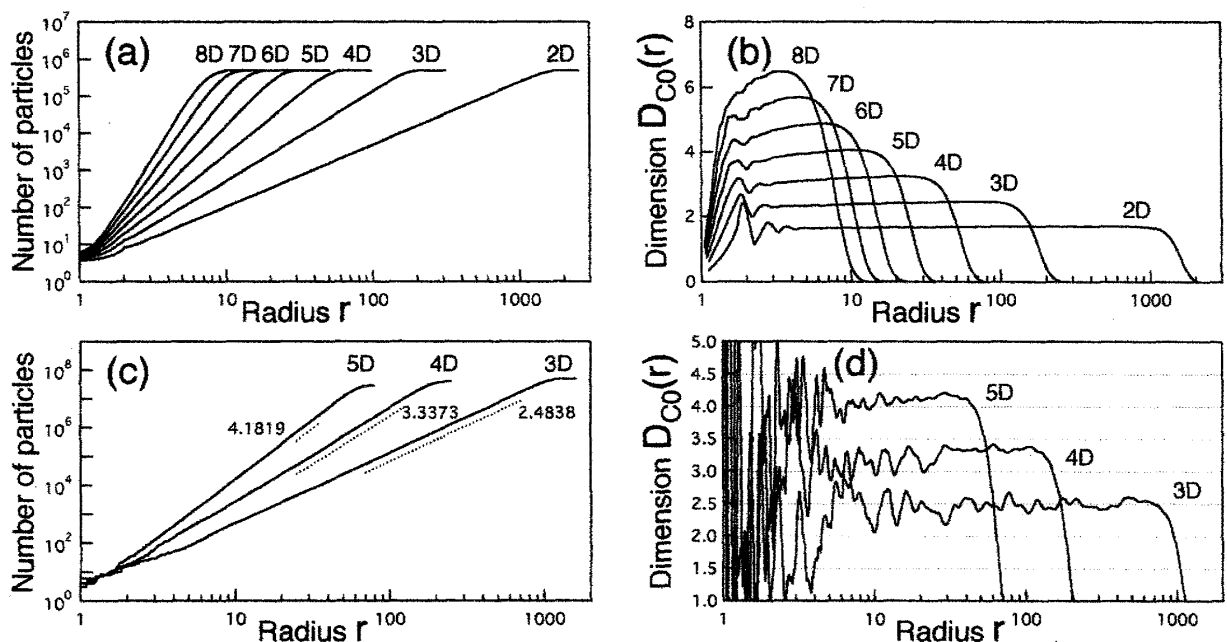 (a)
8D 7D 6D 5D 4D 3D 2D
Number of particles
10^7
10^6
10^5
10^4
10^3
10^2
10^1
10^0
1 10 100 1000
Radius r
(b)
8D
7D
6D
5D
4D
3D
2D
Dimension D_C0(r)
8
6
4
2
0
1 10 100 1000
Radius r
(c)
5D 4D 3D
4.1819
3.3373
2.4838
Number of particles
10^8
10^6
10^4
10^2
10^0
1 10 100 1000
Radius r
(d)
5D
4D
3D
Dimension D_C0(r)
5.0
4.5
4.0
3.5
3.0
2.5
2.0
1.5
1.0
1 10 100 1000
Radius r